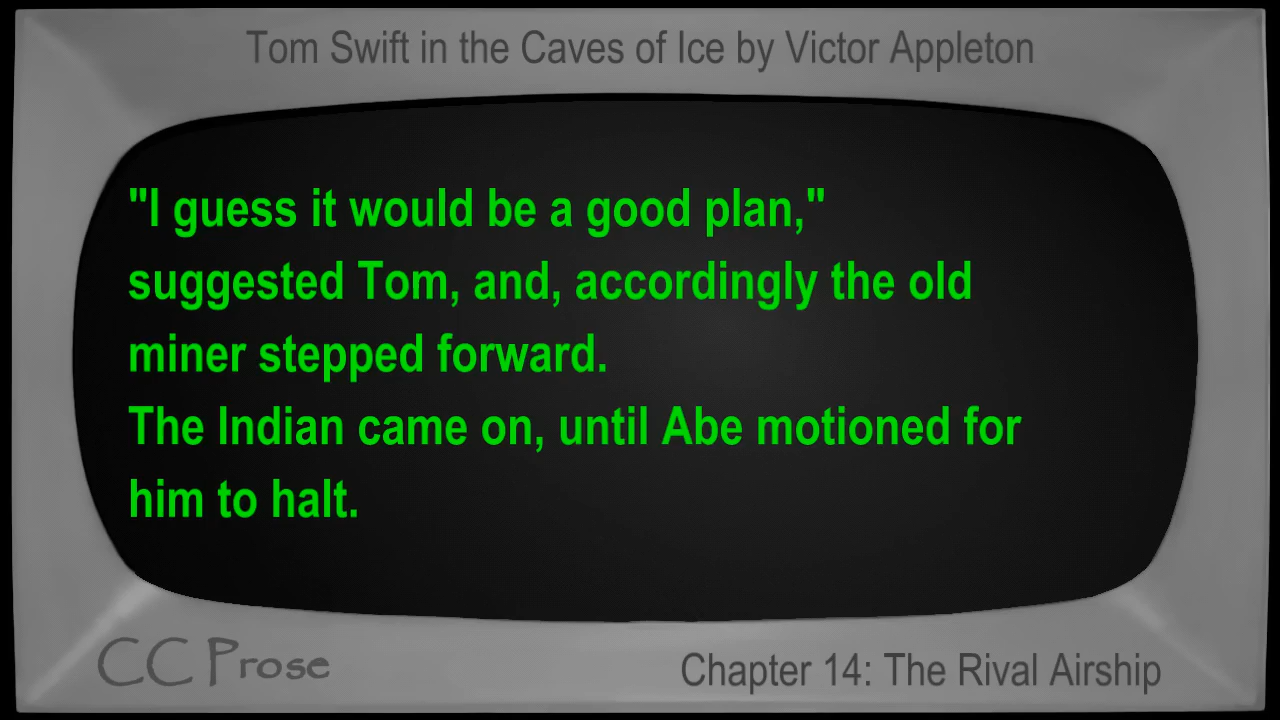 Tom Swift in the Caves of Ice by Victor Appleton
"I guess it would be a good plan,"
suggested Tom, and, accordingly the old
miner stepped forward.
The Indian came on, until Abe motioned for
him to halt.
CC Prose
Chapter 14: The Rival Airship